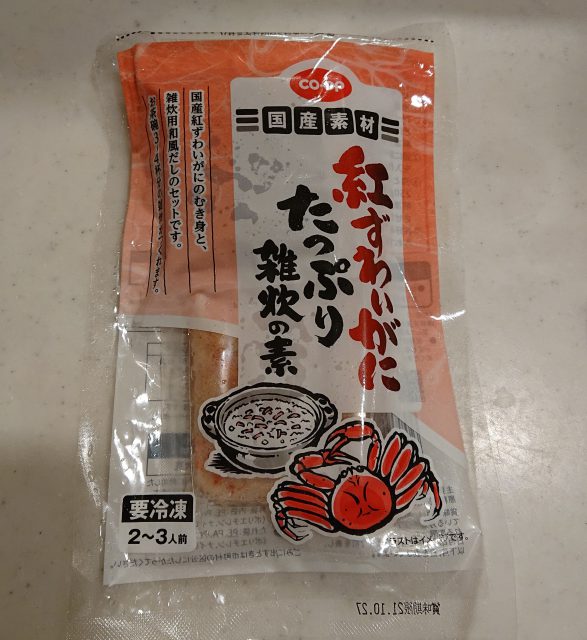 CO・OP
国産素材
紅ずわいがに
たっぷり
雑炊の素
国産紅ずわいがにのむき身と、
雑炊用和風だしのセットです。
要冷凍
2〜3人前
賞味期限21.10.27